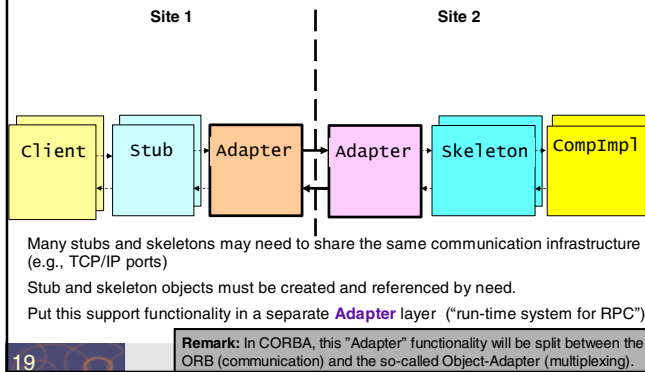 Site 1
Site 2
Client
Stub
Adapter
Adapter
Skeleton
CompImpl
Many stubs and skeletons may need to share the same communication infrastructure
(e.g., TCP/IP ports)
Stub and skeleton objects must be created and referenced by need.
Put this support functionality in a separate Adapter layer (“run-time system for RPC”)
Remark: In CORBA, this ”Adapter” functionality will be split between the
ORB (communication) and the so-called Object-Adapter (multiplexing).
19